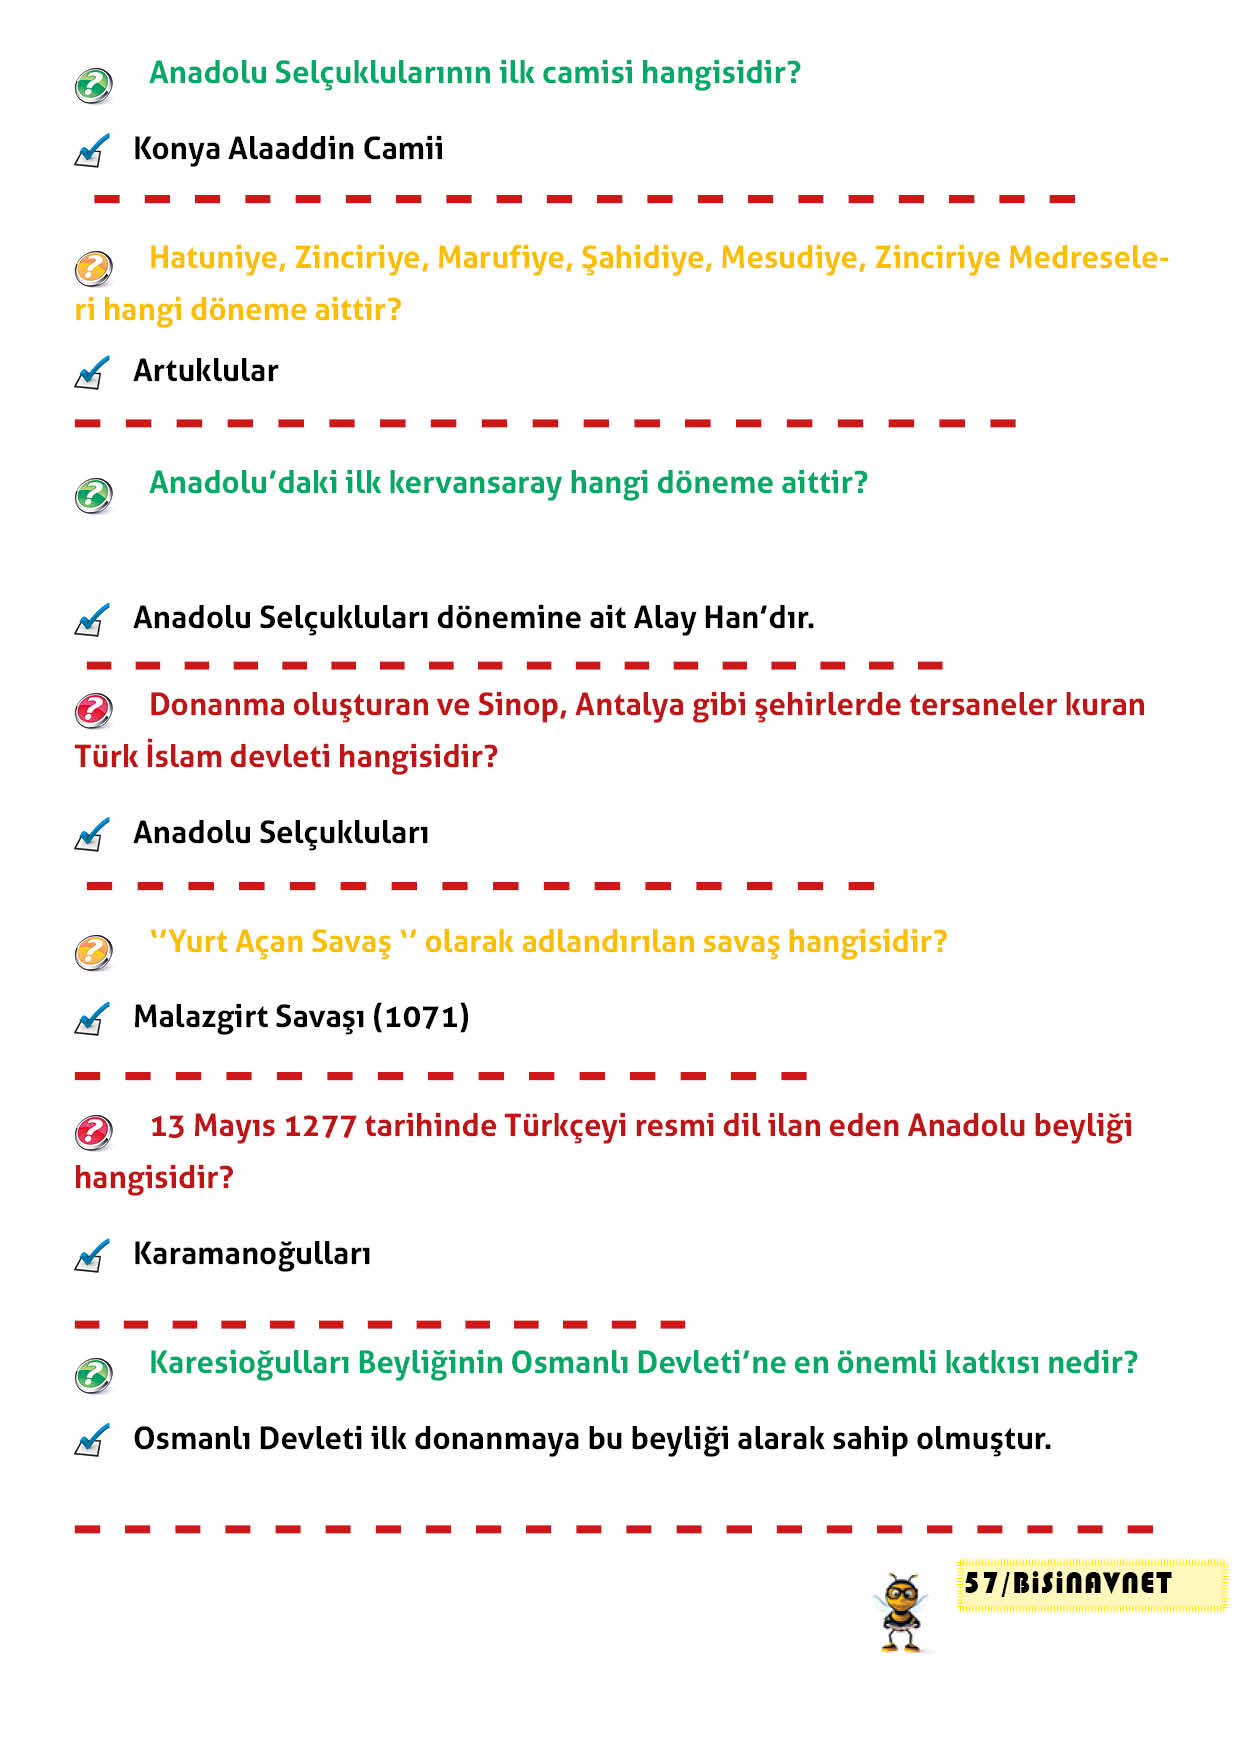 Anadolu Selçuklularının ilk camisi hangisidir?
Konya Alaaddin Camii
Hatuniye, Zinciriye, Marufiye, Şahidiye, Mesudiye, Zinciriye Medresele-
ri hangi döneme aittir?
Artuklular
Anadolu’daki ilk kervansaray hangi döneme aittir?
Anadolu Selçukluları dönemine ait Alay Han’dır.
Donanma oluşturan ve Sinop, Antalya gibi şehirlerde tersaneler kuran
Türk İslam devleti hangisidir?
Anadolu Selçukluları
‘’Yurt Açan Savaş ‘’ olarak adlandırılan savaş hangisidir?
Malazgirt Savaşı (1071)
13 Mayıs 1277 tarihinde Türkçeyi resmi dil ilan eden Anadolu beyliği
hangisidir?
Karamanoğulları
Karesioğulları Beyliğinin Osmanlı Devleti’ne en önemli katkısı nedir?
Osmanlı Devleti ilk donanmaya bu beyliği alarak sahip olmuştur.
57/BiSiNAVNET